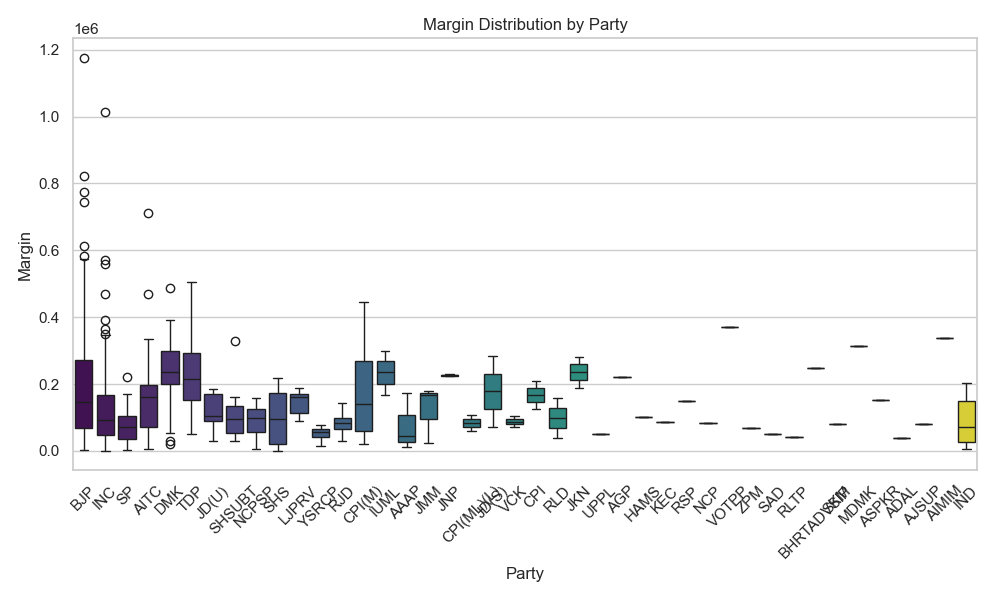 Margin Distribution by Party
1e6
1.2
1.0
0.8
0.6
0.4
0.2
0.0
Margin
BJP
INC
SP
AITC
DMK
TDP
JD(U)
SHSUBT
NCPSP
SHS
LJPRV
YSRCP
RJD
CPI(M)
IUML
AAAP
JMM
JNP
CPI(ML)(L)
JD(S)
VCK
CPI
RLD
JKN
UPPL
AGP
HAMS
KEC
RSP
NCP
VOTPP
ZPM
SAD
RLTP
SKM
MDMK
ASPKR
ADAL
AJSUP
AIMIM
IND
Party